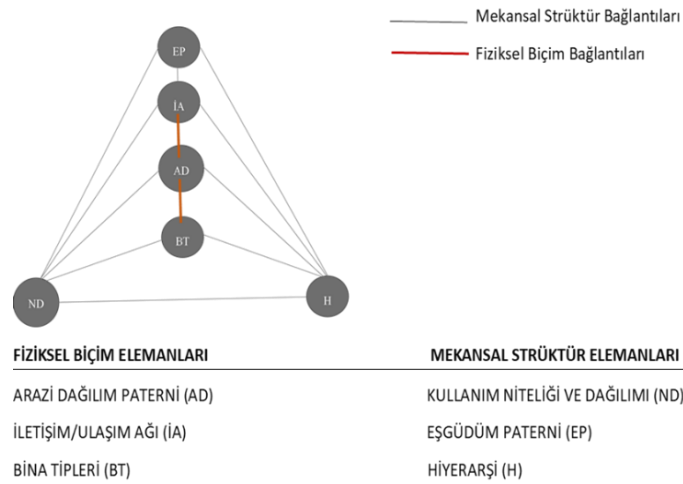 Mekansal Strüktür Bağlantıları
Fiziksel Biçim Bağlantıları
EP
İA
AD
BT
ND
H
FİZİKSEL BİÇİM ELEMANLARI
MEKANSAL STRÜKTÜR ELEMANLARI
ARAZİ DAĞILIM PATERNİ (AD)
KULLANIM NİTELİĞİ VE DAĞILIMI (ND)
İLETİŞİM/ULAŞIM AĞI (İA)
EŞGÜDÜM PATERNİ (EP)
BİNA TİPLERİ (BT)
HİYERARŞİ (H)